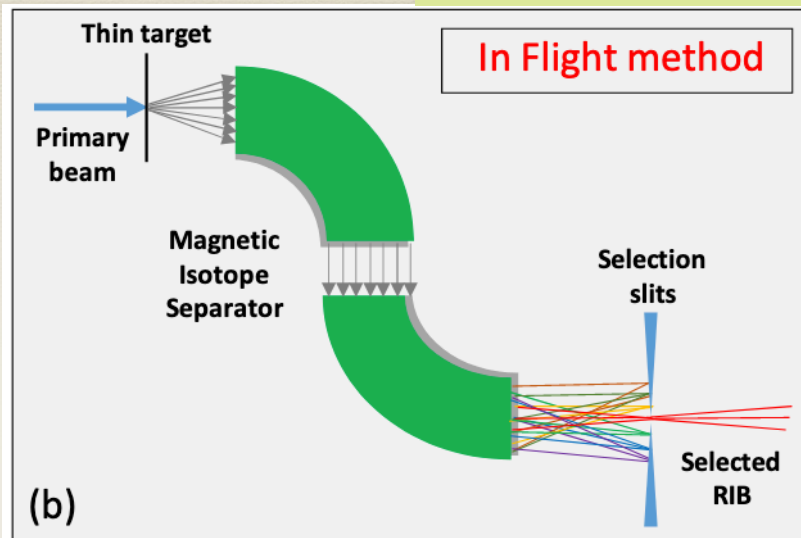 Thin target
In Flight method
Primary
beam
Magnetic
Isotope
Separator
Selection
slits
Selected
RIB
(b)